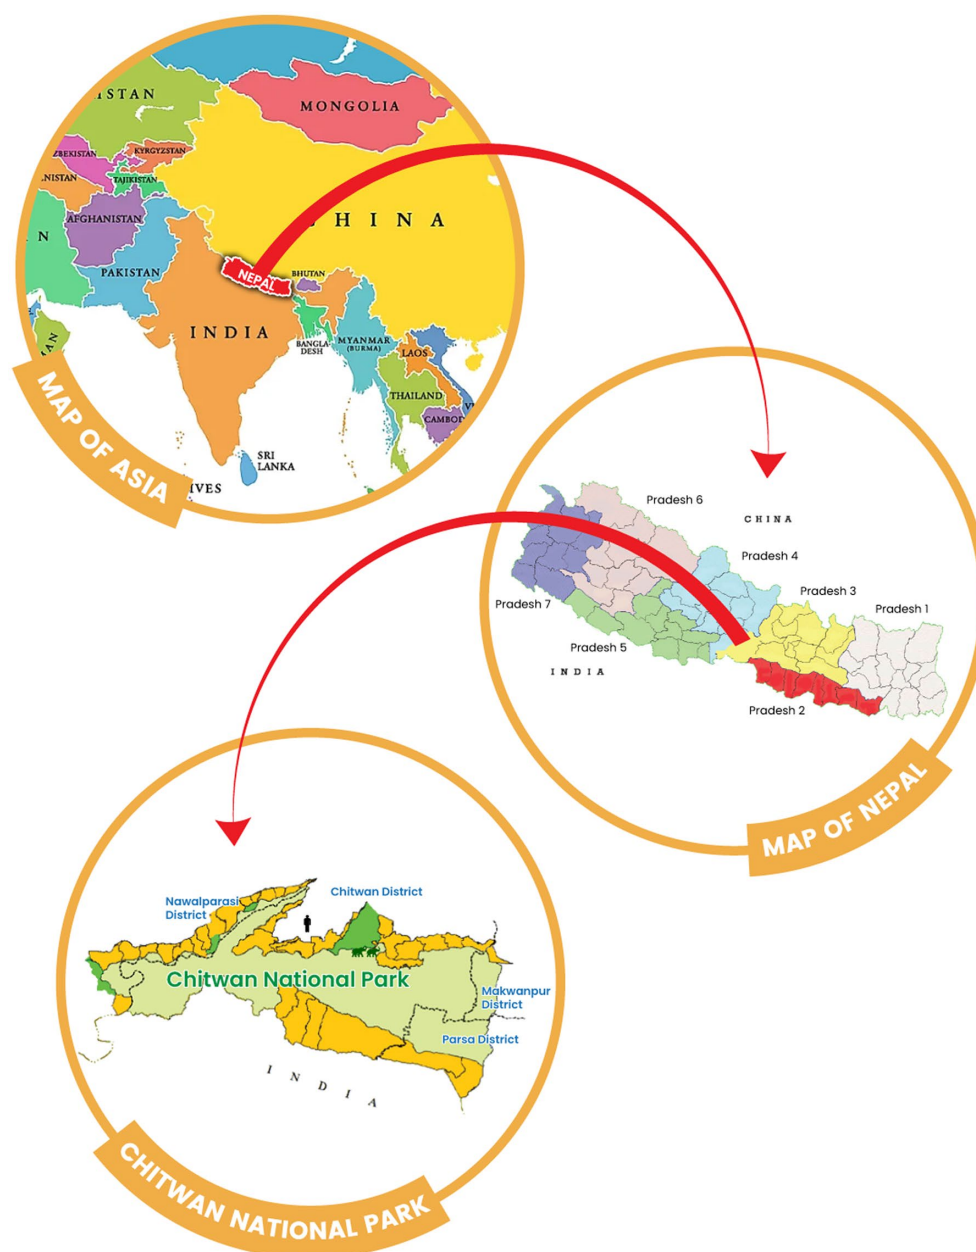 ISTAN
MONGOLIA
ZBEKISTAN
KYRGYZSTAN
NISTAN
TAJIKISTAN
CHINA
AFGHANISTAN
N
PAKISTAN
NEPAL
BHUTAN
INDIA
BANGLA
DESH
MYANMAR
(BURMA)
LAOS
THAILAND
CAMBOD
V
AN
SRI
LANKA
IVES
MAP OF ASIA
Pradesh 6
CHINA
Pradesh 4
Pradesh 3
Pradesh 1
Pradesh 7
Pradesh 5
INDIA
Pradesh 2
MAP OF NEPAL
Nawalparasi
District
Chitwan District
Chitwan National Park
Makwanpur
District
Parsa District
INDIA
CHITWAN NATIONAL PARK